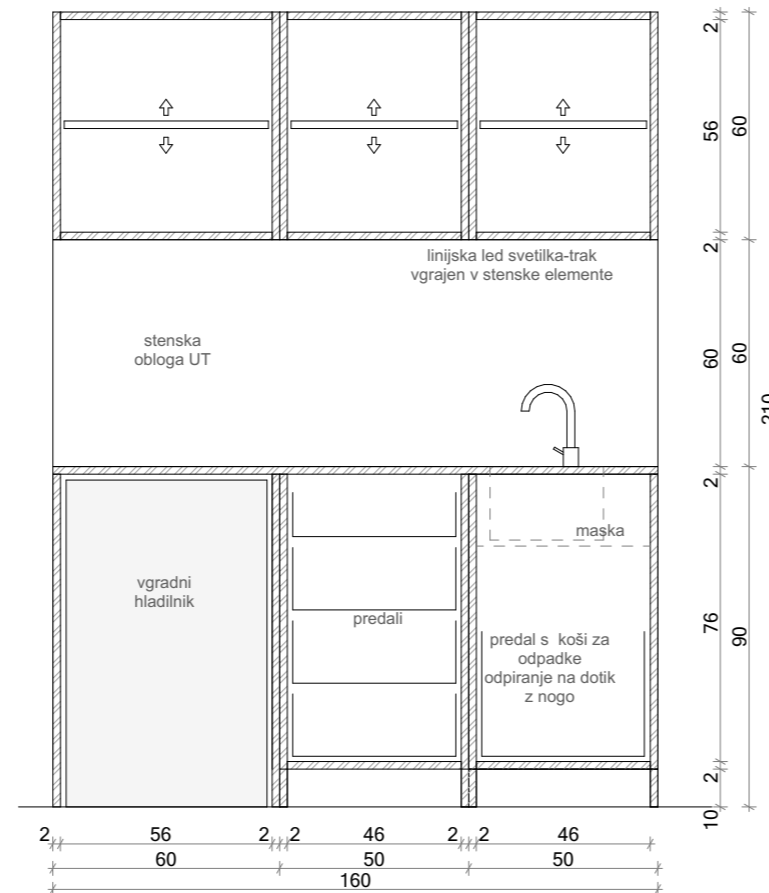 linijska led svetilka-trak
vgrajen v stenske elemente
stenska
obloga UT
maska
vgradni
hladilnik
predali
predal s koši za
odpadke
odpiranje na dotik
z nogo
2
56
2
60
2
76
2
10
60
60
90
210
2
56
2
2
46
2
2
46
60
50
50
160